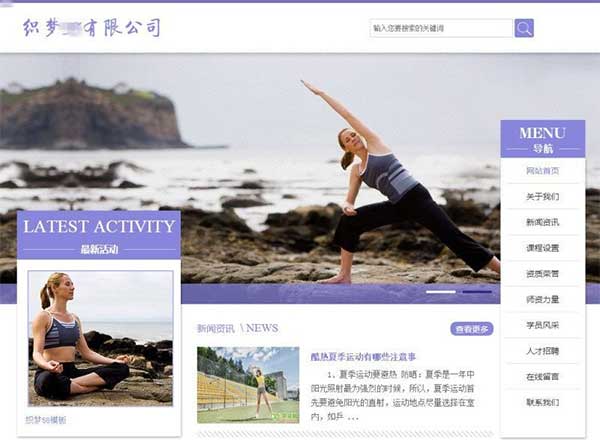 织梦 有限公司
输入您要搜索的关键词
MENU
导航
网站首页
关于我们
新闻资讯
课程设置
资质荣誉
师资力量
学员风采
人才招聘
在线留言
联系我们
LATEST ACTIVITY
最新活动
织梦58模板
新闻资讯 \ NEWS
查看更多
酷热夏季运动有哪些注意事
1、夏季运动要避热 防晒:夏季是一年中
阳光照射最为强烈的时候，所以，夏季运动首
先要避免阳光的直射，运动地点尽量选择在室
内，如乒 ...